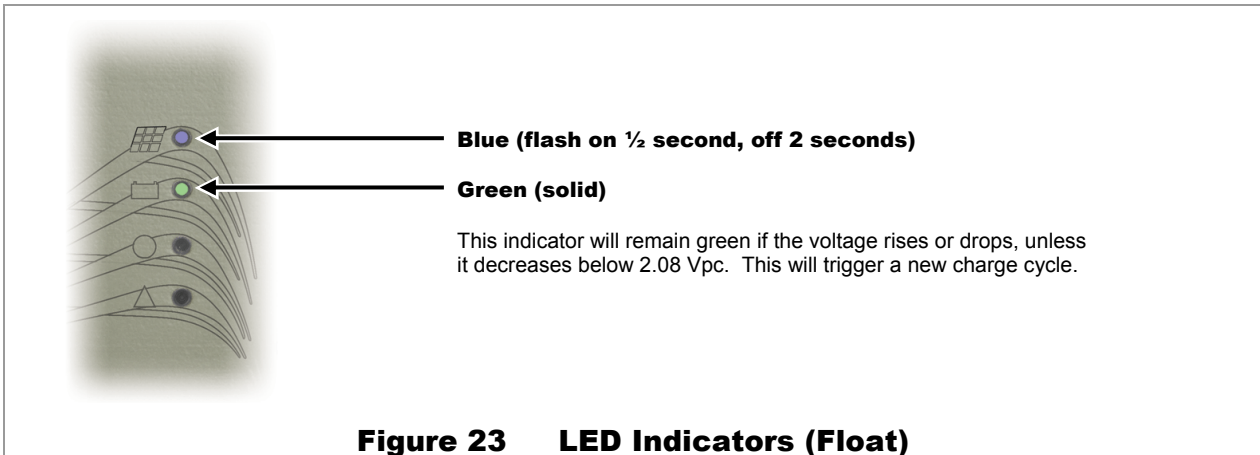 Blue (flash on ½ second, off 2 seconds)
Green (solid)
This indicator will remain green if the voltage rises or drops, unless
it decreases below 2.08 Vpc.  This will trigger a new charge cycle.
Figure 23 LED Indicators (Float)